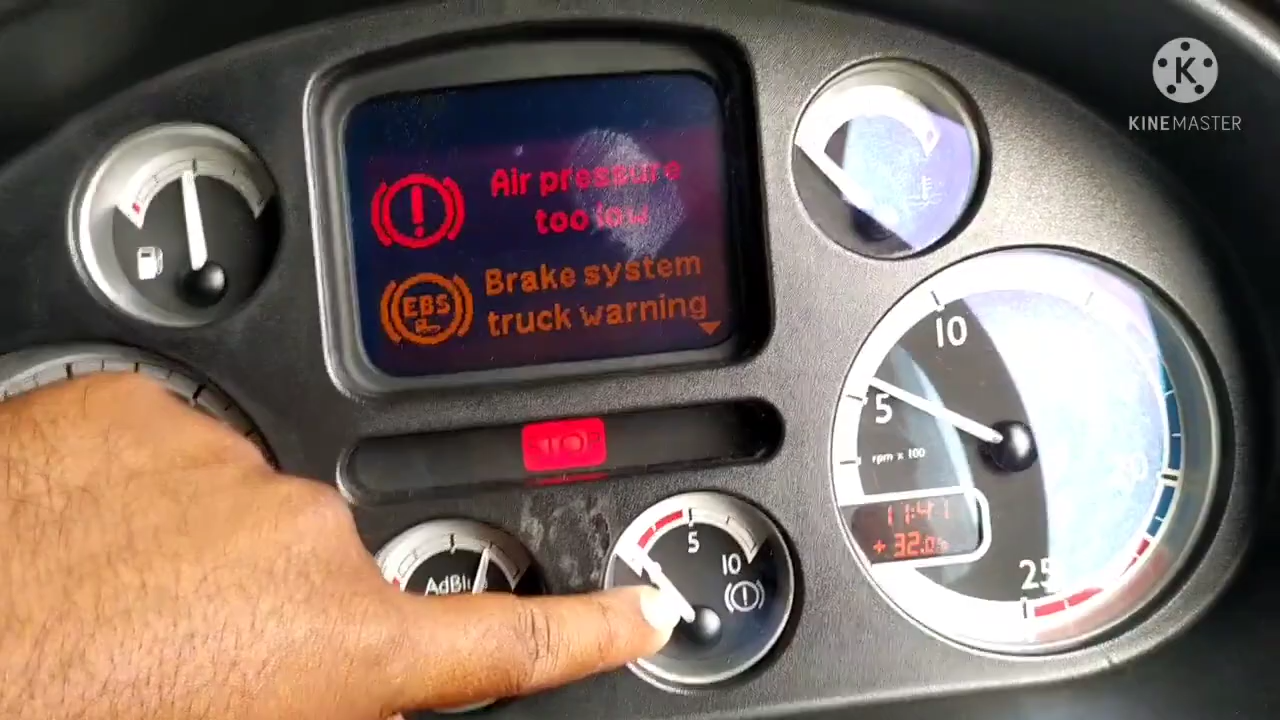 Air pressure
too low
EBS
Brake system
truck warning
STOP
AdBlue
5
10
10
5
rpm x 100
11:41
+ 32.0
25
K
KINEMASTER